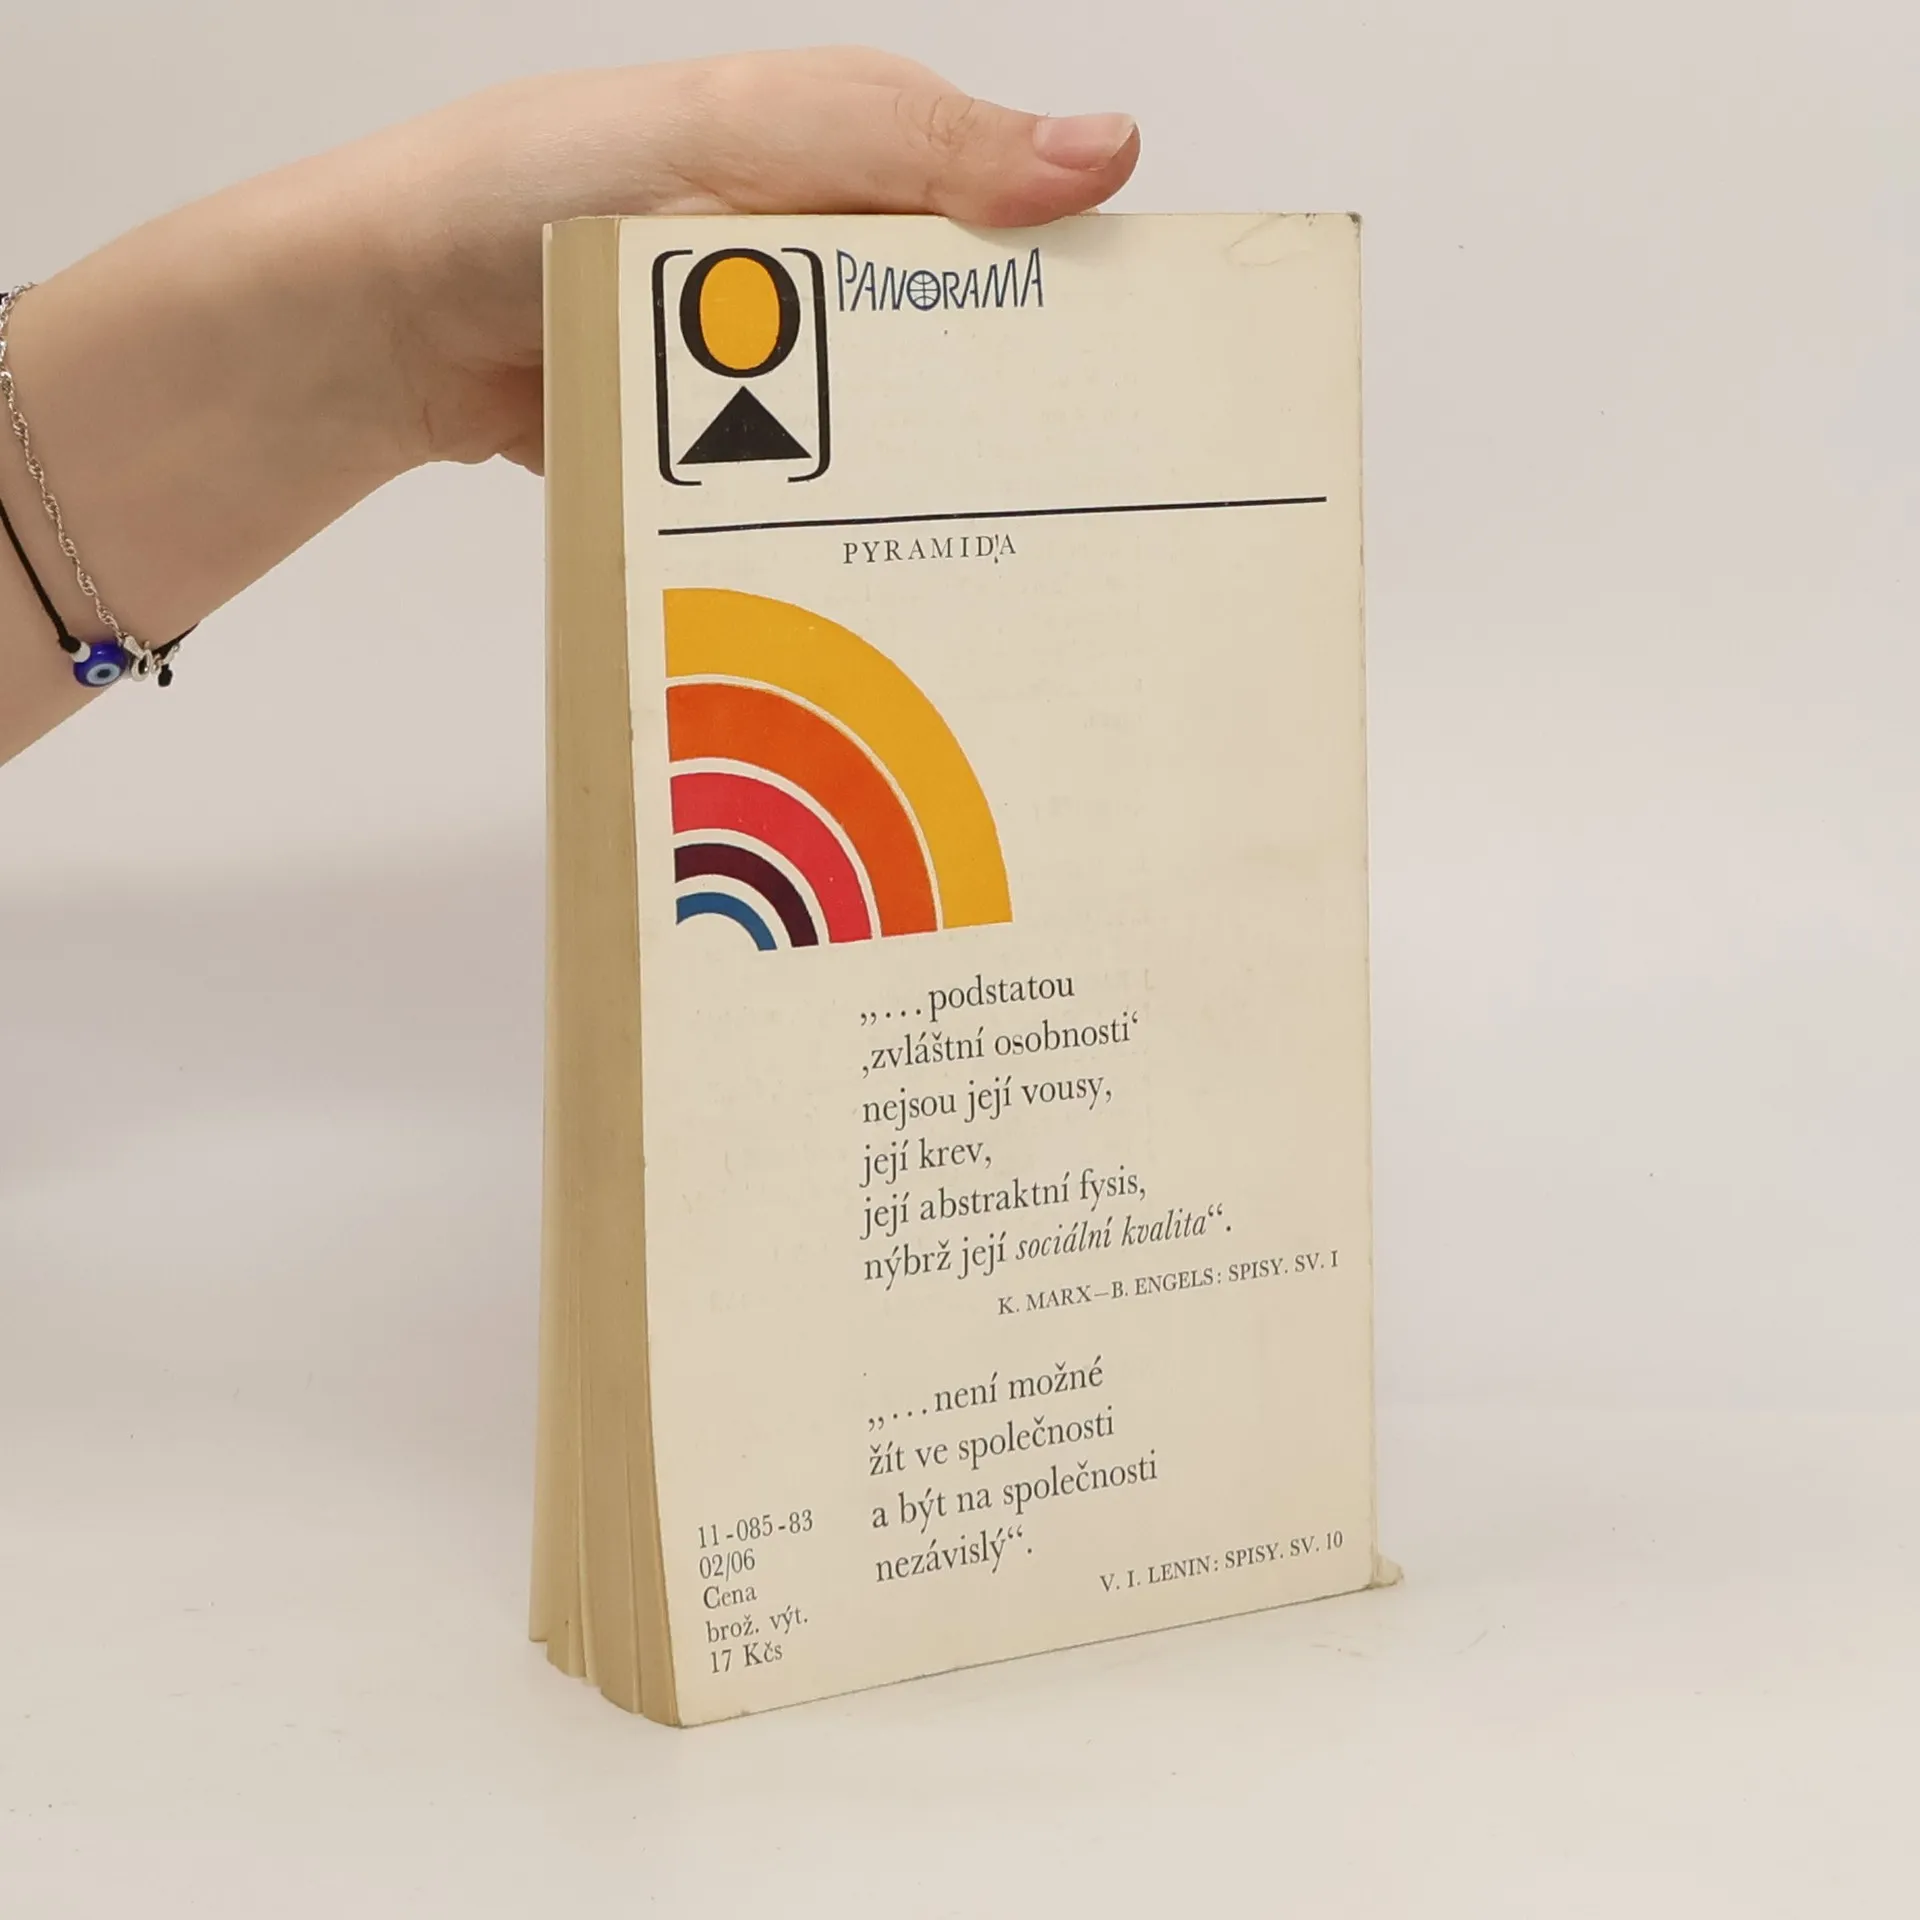 PANORAMA
PYRAMIDA
„...podstatou
‚zvláštní osobnosti‘
nejsou její vousy,
její krev,
její abstraktní fysis,
nýbrž její sociální kvalita“.
K. MARX—B. ENGELS: SPISY. SV. I
„...není možné
žít ve společnosti
a být na společnosti
nezávislý“.
V. I. LENIN: SPISY. SV. 10
11-085-83
02/06
Cena
brož. výt.
17 Kčs